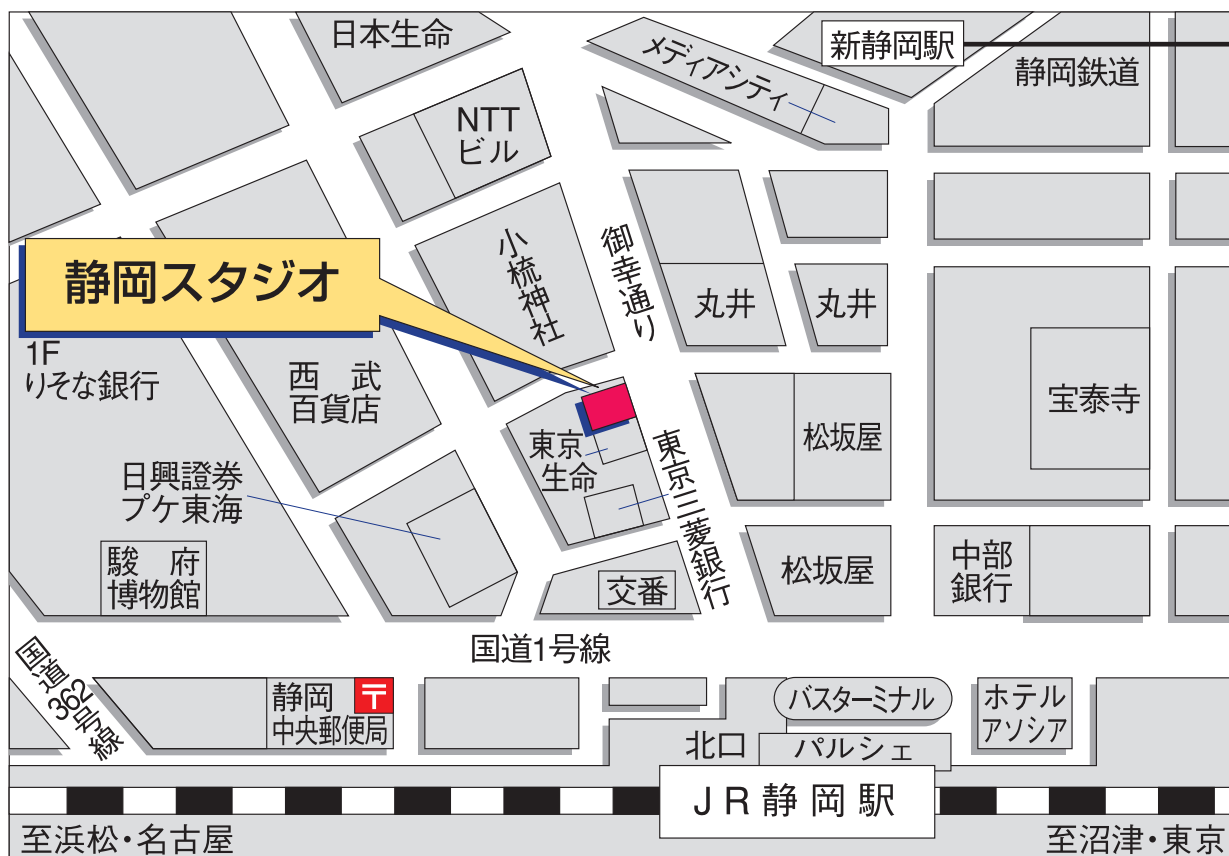 日本生命
メディアシティ
新静岡駅
静岡鉄道
NTT
ビル
小梳神社
御幸通り
静岡スタジオ
丸井
丸井
1F
りそな銀行
西 武
百貨店
宝泰寺
松坂屋
東京
生命
東京三菱銀行
日興證券
プケ東海
駿 府
博物館
交番
松坂屋
中部
銀行
国道1号線
国道362号線
静岡
中央郵便局
〒
バスターミナル
ホテル
アソシア
北口
パルシェ
JR静岡駅
至浜松・名古屋
至沼津・東京